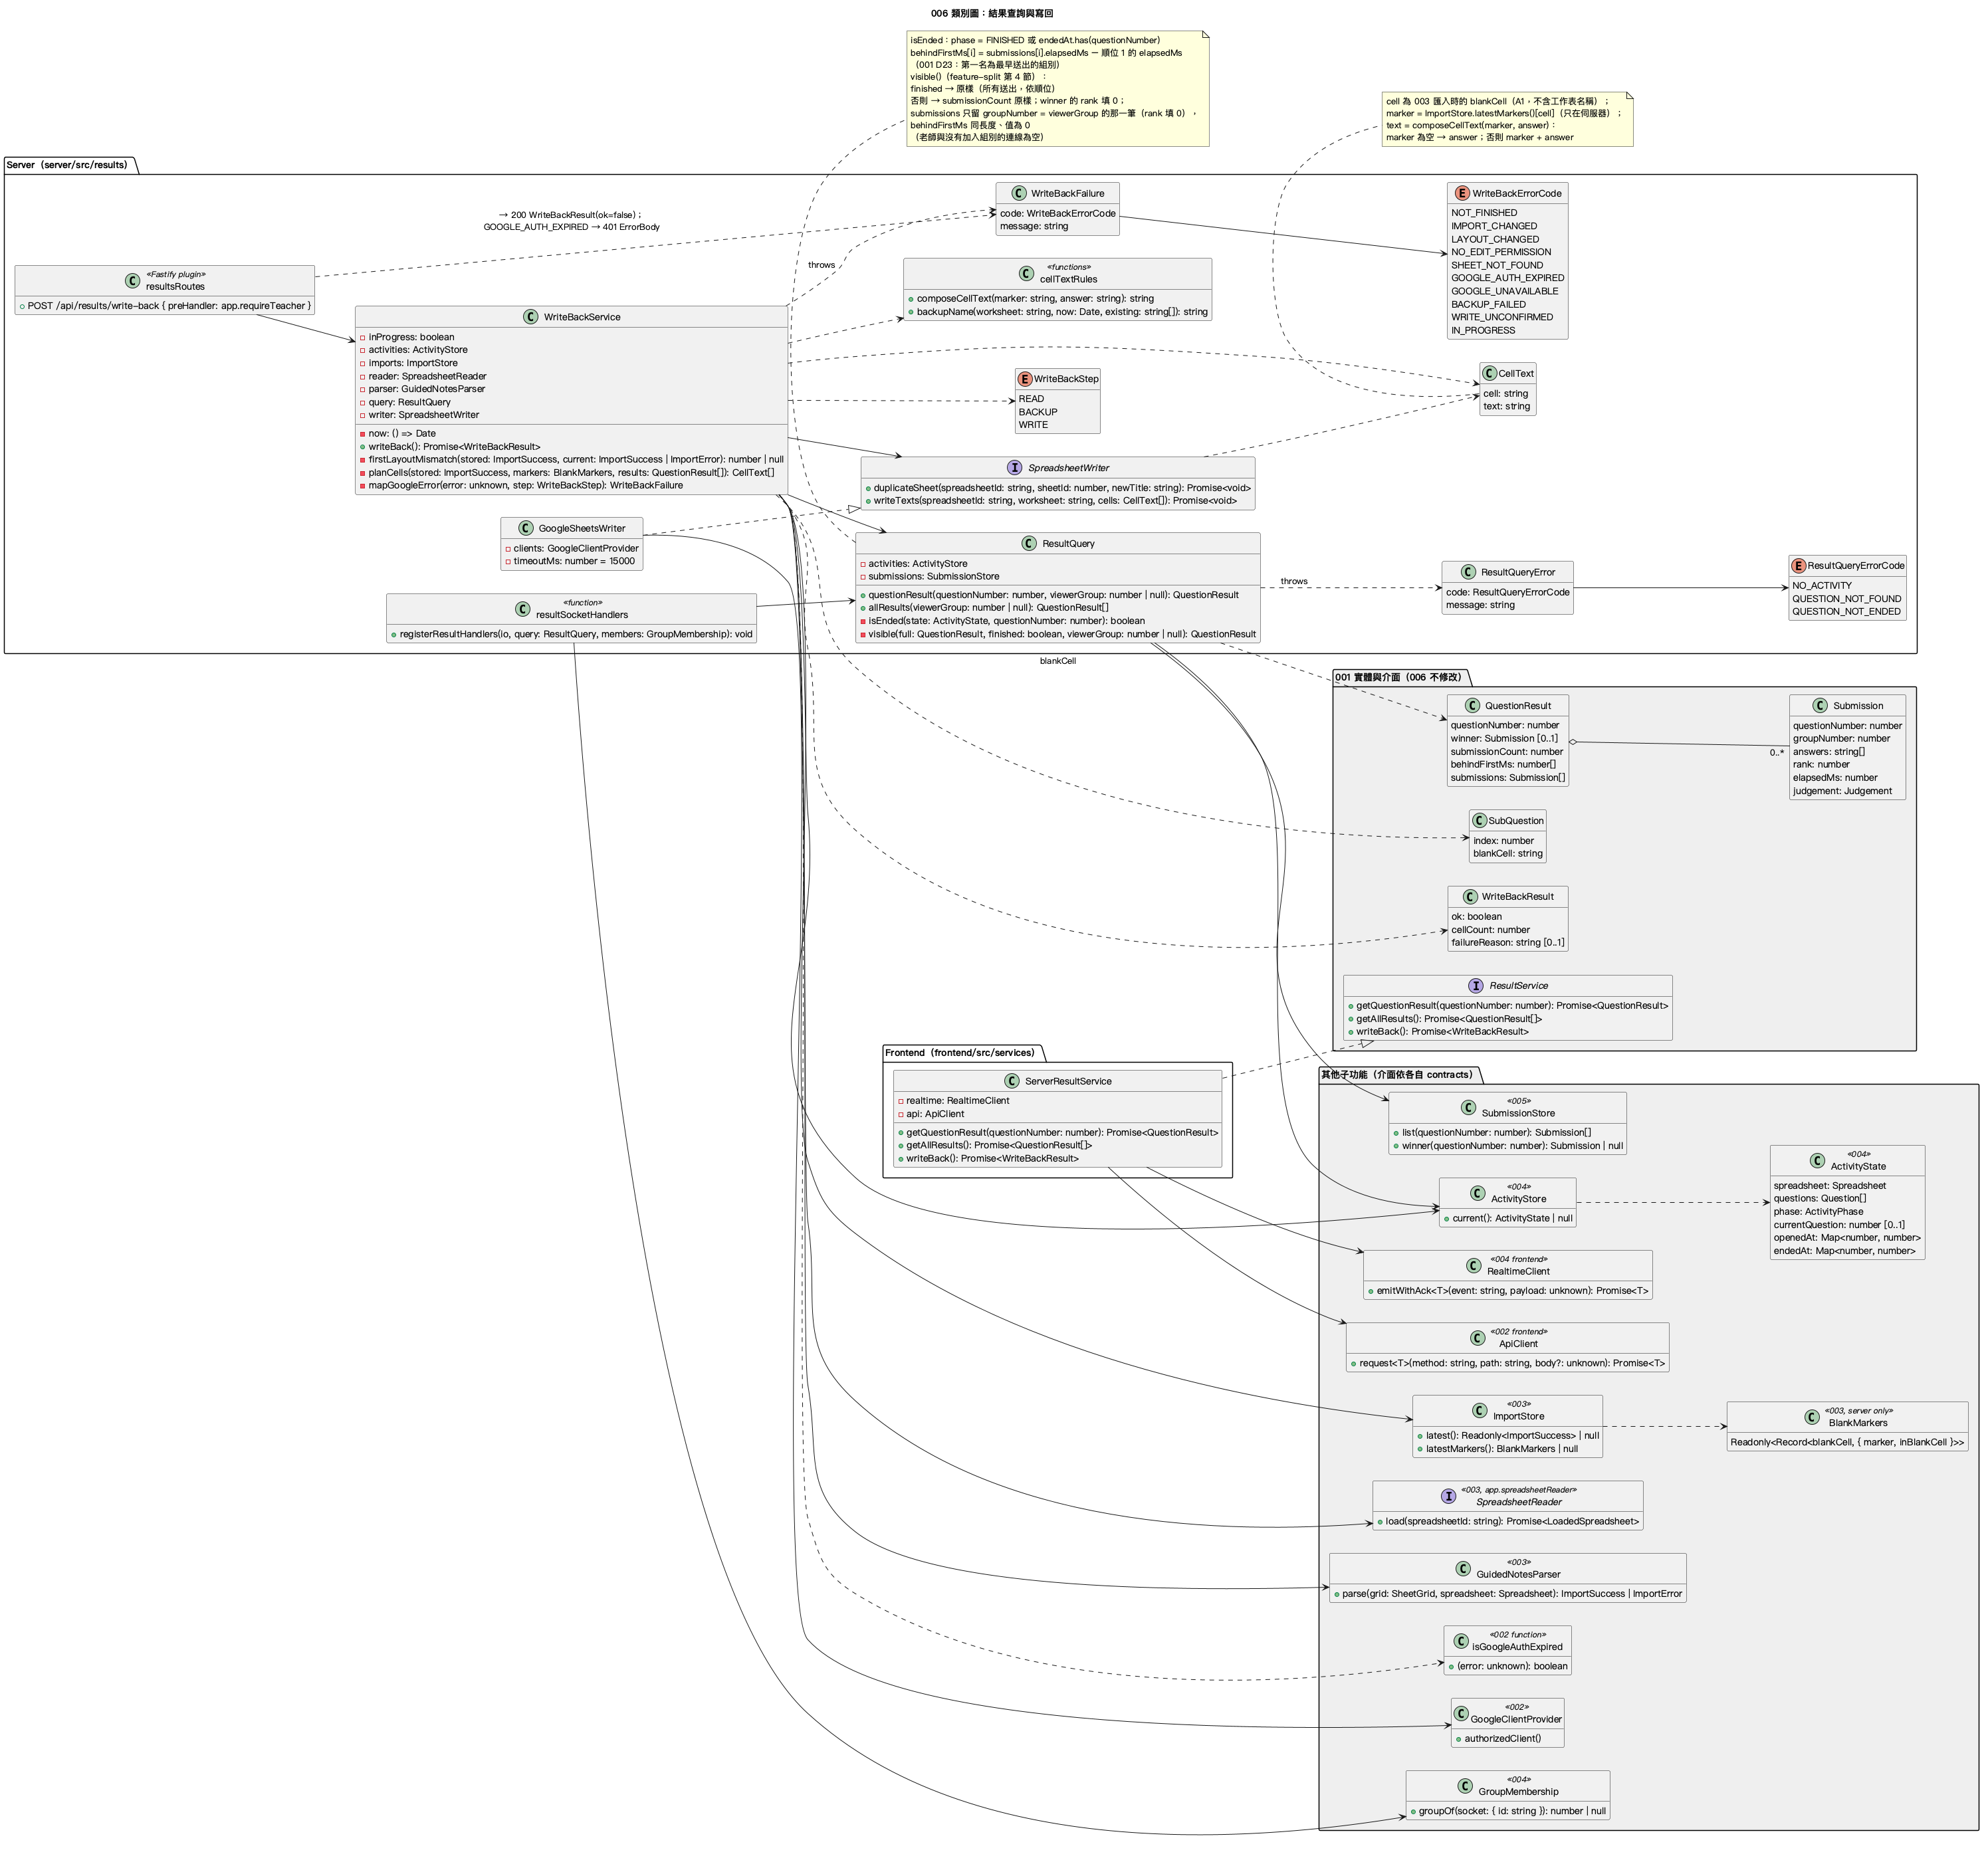 006 類別圖：結果查詢與寫回
isEnded：phase = FINISHED 或 endedAt.has(questionNumber)
behindFirstMs[i] = submissions[i].elapsedMs − 順位 1 的 elapsedMs
（001 D23：第一名為最早送出的組別）
visible()（feature-split 第 4 節）：
finished → 原樣（所有送出，依順位）
否則 → submissionCount 原樣；winner 的 rank 填 0；
submissions 只留 groupNumber = viewerGroup 的那一筆（rank 填 0），
behindFirstMs 同長度、值為 0
（老師與沒有加入組別的連線為空）
cell 為 003 匯入時的 blankCell（A1，不含工作表名稱）；
marker = ImportStore.latestMarkers()[cell]（只在伺服器）；
text = composeCellText(marker, answer)：
marker 為空 → answer；否則 marker + answer
Server（server/src/results）
«Fastify plugin»
resultsRoutes
POST /api/results/write-back { preHandler: app.requireTeacher }
→ 200 WriteBackResult(ok=false)；
GOOGLE_AUTH_EXPIRED → 401 ErrorBody
WriteBackService
inProgress: boolean
activities: ActivityStore
imports: ImportStore
reader: SpreadsheetReader
parser: GuidedNotesParser
query: ResultQuery
writer: SpreadsheetWriter
now: () => Date
writeBack(): Promise<WriteBackResult>
firstLayoutMismatch(stored: ImportSuccess, current: ImportSuccess | ImportError): number | null
planCells(stored: ImportSuccess, markers: BlankMarkers, results: QuestionResult[]): CellText[]
mapGoogleError(error: unknown, step: WriteBackStep): WriteBackFailure
throws
WriteBackFailure
code: WriteBackErrorCode
message: string
«functions»
cellTextRules
composeCellText(marker: string, answer: string): string
backupName(worksheet: string, now: Date, existing: string[]): string
WriteBackStep
READ
BACKUP
WRITE
WriteBackErrorCode
NOT_FINISHED
IMPORT_CHANGED
LAYOUT_CHANGED
NO_EDIT_PERMISSION
SHEET_NOT_FOUND
GOOGLE_AUTH_EXPIRED
GOOGLE_UNAVAILABLE
BACKUP_FAILED
WRITE_UNCONFIRMED
IN_PROGRESS
CellText
cell: string
text: string
SpreadsheetWriter
duplicateSheet(spreadsheetId: string, sheetId: number, newTitle: string): Promise<void>
writeTexts(spreadsheetId: string, worksheet: string, cells: CellText[]): Promise<void>
GoogleSheetsWriter
clients: GoogleClientProvider
timeoutMs: number = 15000
«function»
resultSocketHandlers
registerResultHandlers(io, query: ResultQuery, members: GroupMembership): void
ResultQuery
activities: ActivityStore
submissions: SubmissionStore
questionResult(questionNumber: number, viewerGroup: number | null): QuestionResult
allResults(viewerGroup: number | null): QuestionResult[]
isEnded(state: ActivityState, questionNumber: number): boolean
visible(full: QuestionResult, finished: boolean, viewerGroup: number | null): QuestionResult
throws
ResultQueryError
code: ResultQueryErrorCode
message: string
ResultQueryErrorCode
NO_ACTIVITY
QUESTION_NOT_FOUND
QUESTION_NOT_ENDED
blankCell
001 實體與介面（006 不修改）
QuestionResult
questionNumber: number
winner: Submission [0..1]
submissionCount: number
behindFirstMs: number[]
submissions: Submission[]
0..*
Submission
questionNumber: number
groupNumber: number
answers: string[]
rank: number
elapsedMs: number
judgement: Judgement
SubQuestion
index: number
blankCell: string
WriteBackResult
ok: boolean
cellCount: number
failureReason: string [0..1]
ResultService
getQuestionResult(questionNumber: number): Promise<QuestionResult>
getAllResults(): Promise<QuestionResult[]>
writeBack(): Promise<WriteBackResult>
Frontend（frontend/src/services）
ServerResultService
realtime: RealtimeClient
api: ApiClient
getQuestionResult(questionNumber: number): Promise<QuestionResult>
getAllResults(): Promise<QuestionResult[]>
writeBack(): Promise<WriteBackResult>
其他子功能（介面依各自 contracts）
«005»
SubmissionStore
list(questionNumber: number): Submission[]
winner(questionNumber: number): Submission | null
«004»
ActivityStore
current(): ActivityState | null
«004»
ActivityState
spreadsheet: Spreadsheet
questions: Question[]
phase: ActivityPhase
currentQuestion: number [0..1]
openedAt: Map<number, number>
endedAt: Map<number, number>
«004 frontend»
RealtimeClient
emitWithAck<T>(event: string, payload: unknown): Promise<T>
«002 frontend»
ApiClient
request<T>(method: string, path: string, body?: unknown): Promise<T>
«003»
ImportStore
latest(): Readonly<ImportSuccess> | null
latestMarkers(): BlankMarkers | null
«003, server only»
BlankMarkers
Readonly<Record<blankCell, { marker, inBlankCell }>>
«003, app.spreadsheetReader»
SpreadsheetReader
load(spreadsheetId: string): Promise<LoadedSpreadsheet>
«003»
GuidedNotesParser
parse(grid: SheetGrid, spreadsheet: Spreadsheet): ImportSuccess | ImportError
«002 function»
isGoogleAuthExpired
(error: unknown): boolean
«002»
GoogleClientProvider
authorizedClient()
«004»
GroupMembership
groupOf(socket: { id: string }): number | null